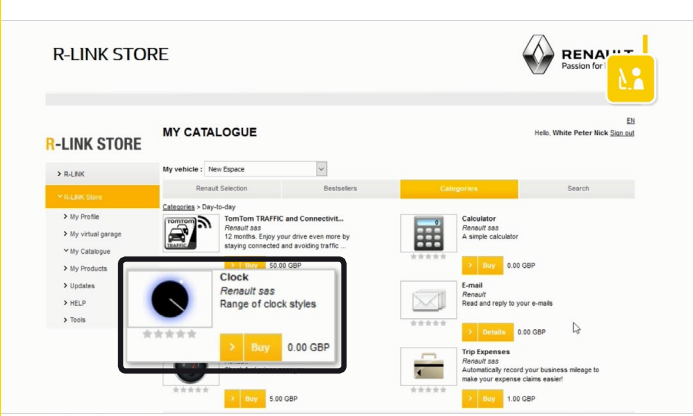 R-LINK STORE
RENAULT
Passion for
EN
R-LINK STORE
MY CATALOGUE
Hello, White Peter Nick Sign out
> R-LINK
My vehicle : New Espace
R-LINK Store
Renault Selection Bestsellers Categories Search
> My Profile
Categories > Day-to-day
> My virtual garage
My Catalogue
> My Products
> Updates
> HELP
> Tools
TOMTOM
TRAFFIC
TomTom TRAFFIC and Connectivit...
Renault sas
12 months. Enjoy your drive even more by
staying connected and avoiding traffic ...
> Buy 50.00 GBP
Calculator
Renault sas
A simple calculator
> Buy 0.00 GBP
Clock
Renault sas
Range of clock styles
> Buy 0.00 GBP
E-mail
Renault
Read and reply to your e-mails
> Details 0.00 GBP
> Buy 5.00 GBP
Trip Expenses
Renault sas
Automatically record your business mileage to
make your expense claims easier!
> Buy 1.00 GBP